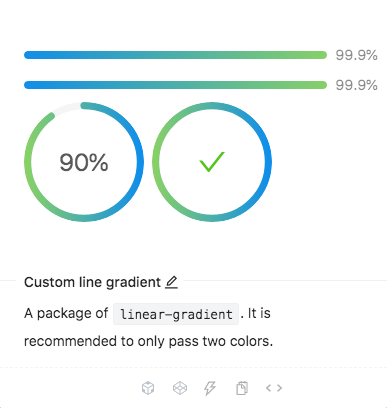 99.9%
99.9%
90%
Custom line gradient
A package of linear-gradient. It is
recommended to only pass two colors.